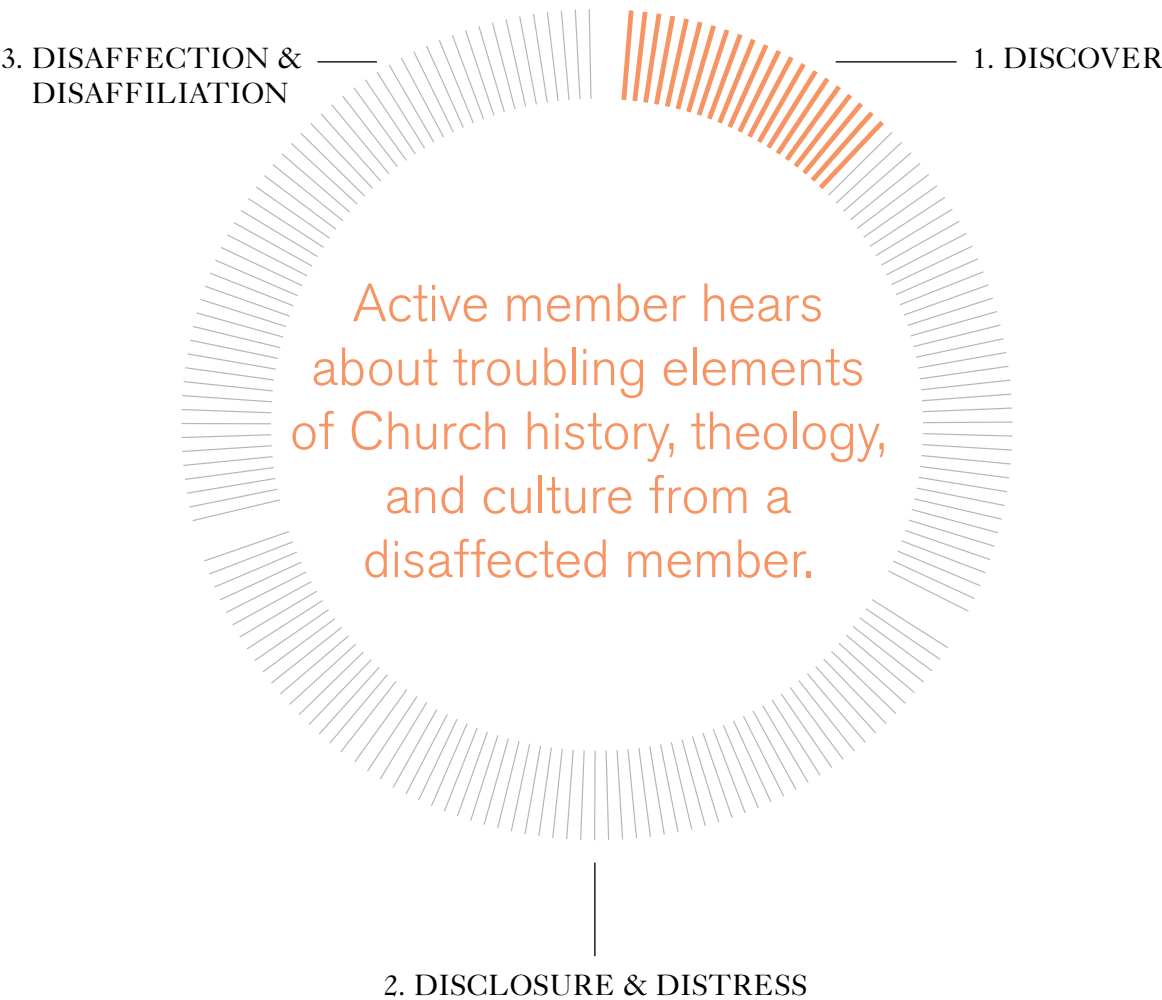 3. DISAFFECTION &
DISAFFILIATION
1. DISCOVER
Active member hears
about troubling elements
of Church history, theology,
and culture from a
disaffected member.
2. DISCLOSURE & DISTRESS